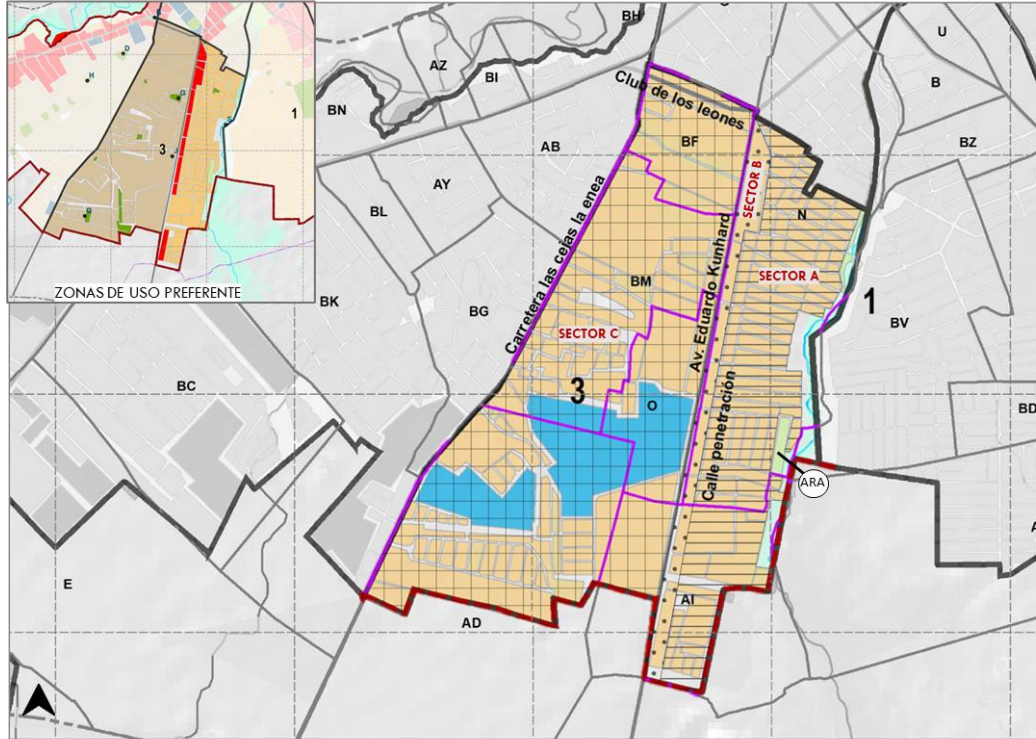 BH
U
AZ
BI
B
BN
Club de los leones
AB
BF
BZ
AY
BL
SECTOR B
N
Carretera las cejas la enea
BK
BG
BM
SECTOR A
1
BV
SECTOR C
Av. Eduardo Kunhard
BC
3
O
BD
Calle penetración
ARA
E
AI
AD
H
D
G
3
J
1
ZONAS DE USO PREFERENTE